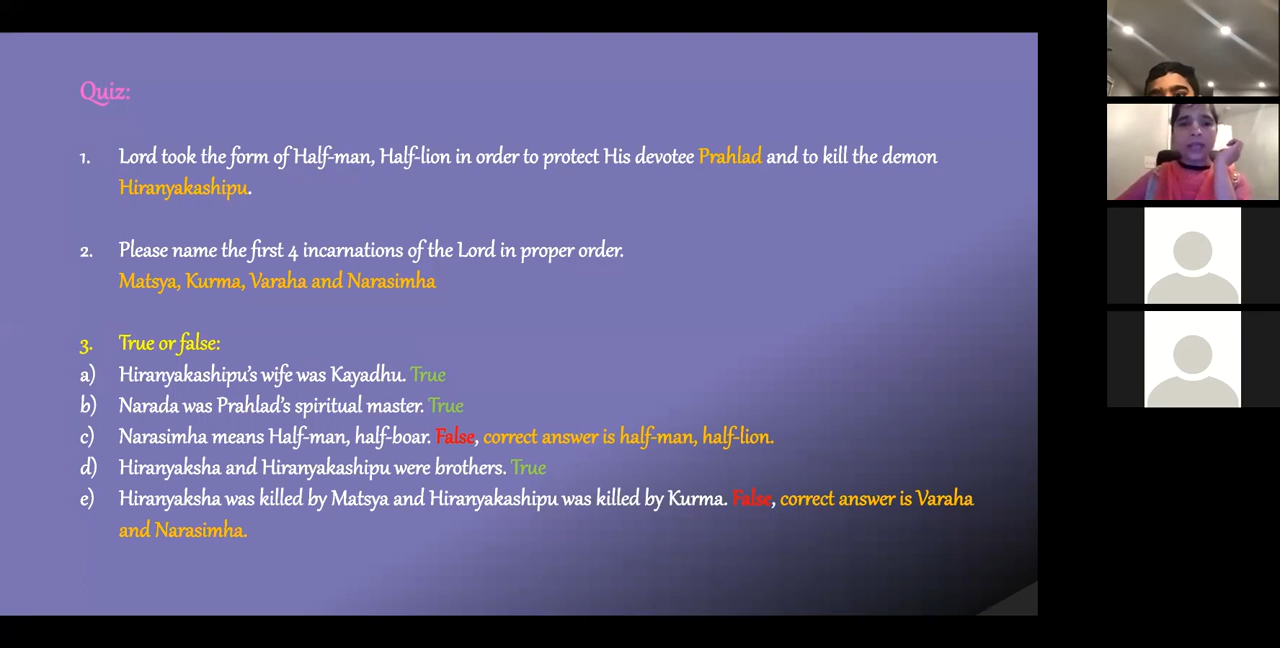 Quiz:
1. Lord took the form of Half-man, Half-lion in order to protect His devotee Prahlad and to kill the demon
Hiranyakashipu.
2. Please name the first 4 incarnations of the Lord in proper order.
Matsya, Kurma, Varaha and Narasimha
3. True or false:
a) Hiranyakashipu's wife was Kayadhu. True
b) Narada was Prahlad's spiritual master. True
c) Narasimha means Half-man, half-boar. False, correct answer is half-man, half-lion.
d) Hiranyaksha and Hiranyakashipu were brothers. True
e) Hiranyaksha was killed by Matsya and Hiranyakashipu was killed by Kurma. False, correct answer is Varaha
and Narasimha.